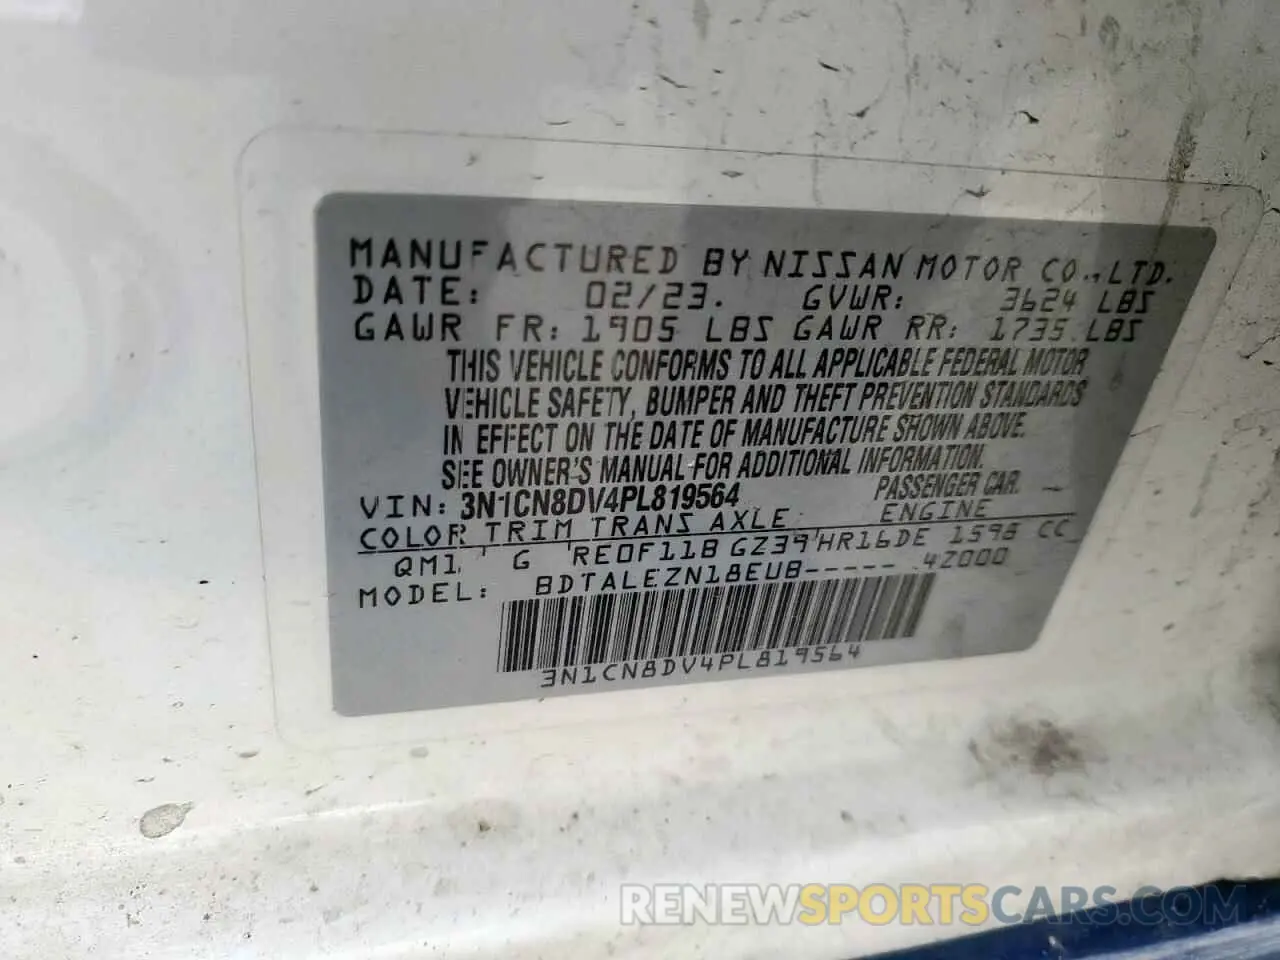 MANUFACTURED BY NISSAN MOTOR CO., LTD.
DATE: 02/23. GVWR: 3624 LBS
GAWR FR: 1905 LBS GAWR RR: 1735 LBS
THIS VEHICLE CONFORMS TO ALL APPLICABLE FEDERAL MOTOR
VEHICLE SAFETY, BUMPER AND THEFT PREVENTION STANDARDS
IN EFFECT ON THE DATE OF MANUFACTURE SHOWN ABOVE.
SEE OWNER'S MANUAL FOR ADDITIONAL INFORMATION.
VIN: 3N1CN8DV4PL819564 PASSENGER CAR.
COLOR TRIM TRANS AXLE ENGINE
QM1 G RE0F11B GZ39 HR16DE 1598 CC
MODEL: BDTALEZN18EUB----- 4Z000
3N1CN8DV4PL819564
RENEWSPORTSCARS.COM